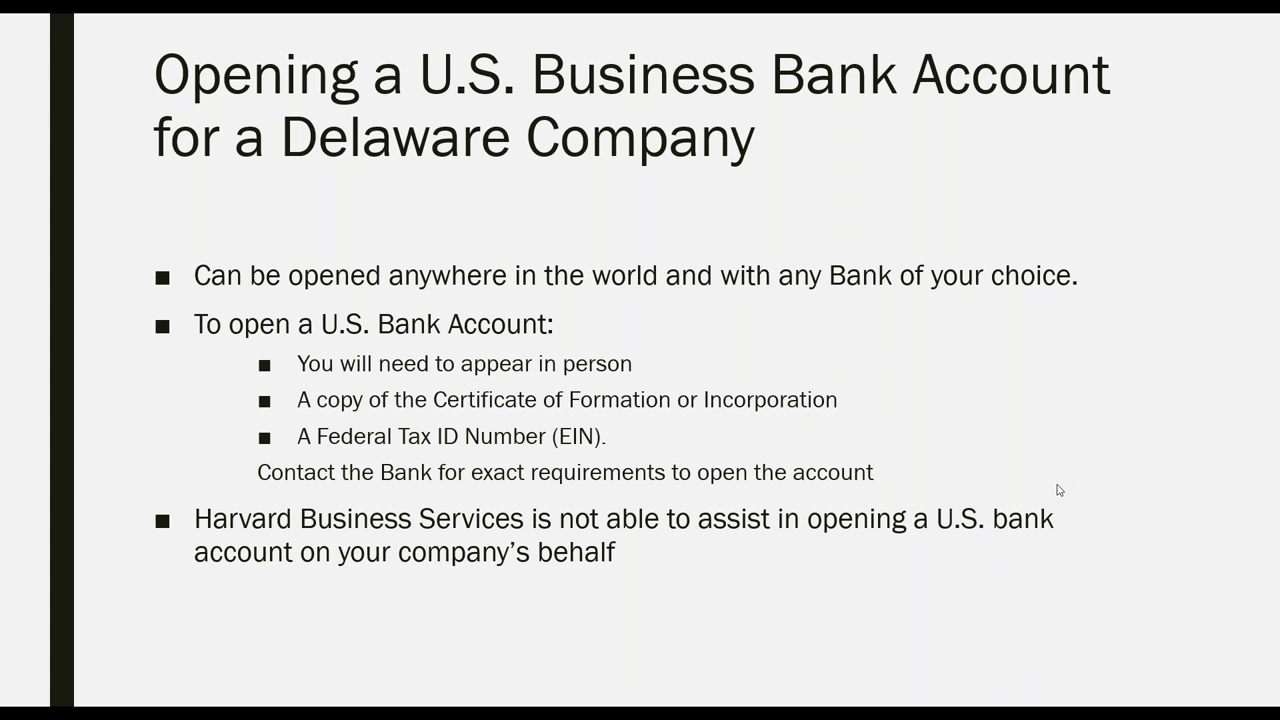 Opening a U.S. Business Bank Account
for a Delaware Company
■ Can be opened anywhere in the world and with any Bank of your choice.
■ To open a U.S. Bank Account:
■ You will need to appear in person
■ A copy of the Certificate of Formation or Incorporation
■ A Federal Tax ID Number (EIN).
Contact the Bank for exact requirements to open the account
■ Harvard Business Services is not able to assist in opening a U.S. bank
account on your company’s behalf